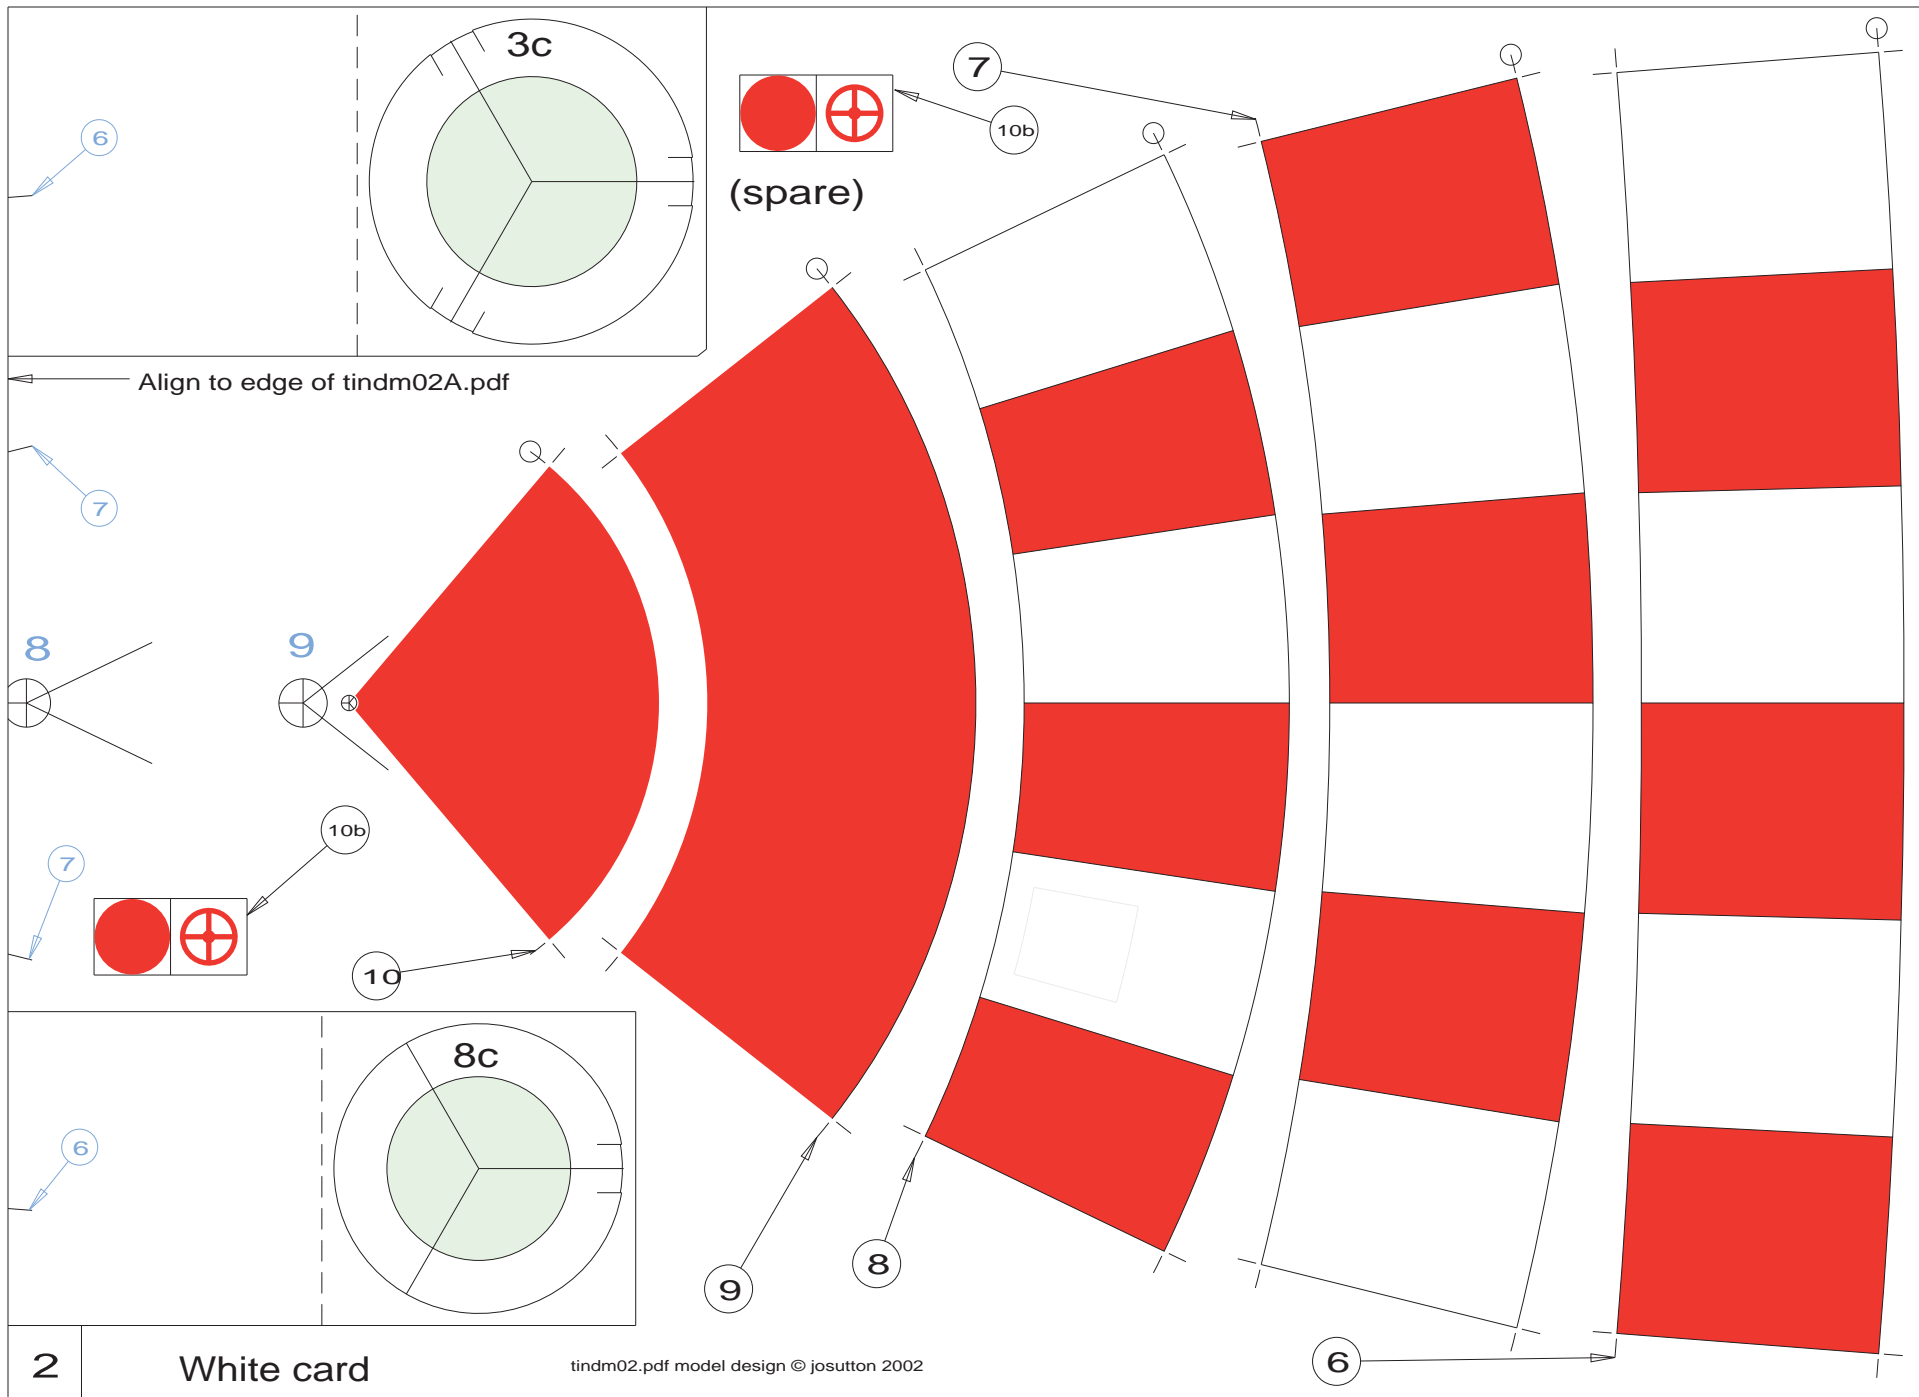 3c
7
10b
6
(spare)
Align to edge of tindm02A.pdf
7
8
9
10b
7
10
8c
6
9
8
6
2
White card
tindm02.pdf model design © josutton 2002